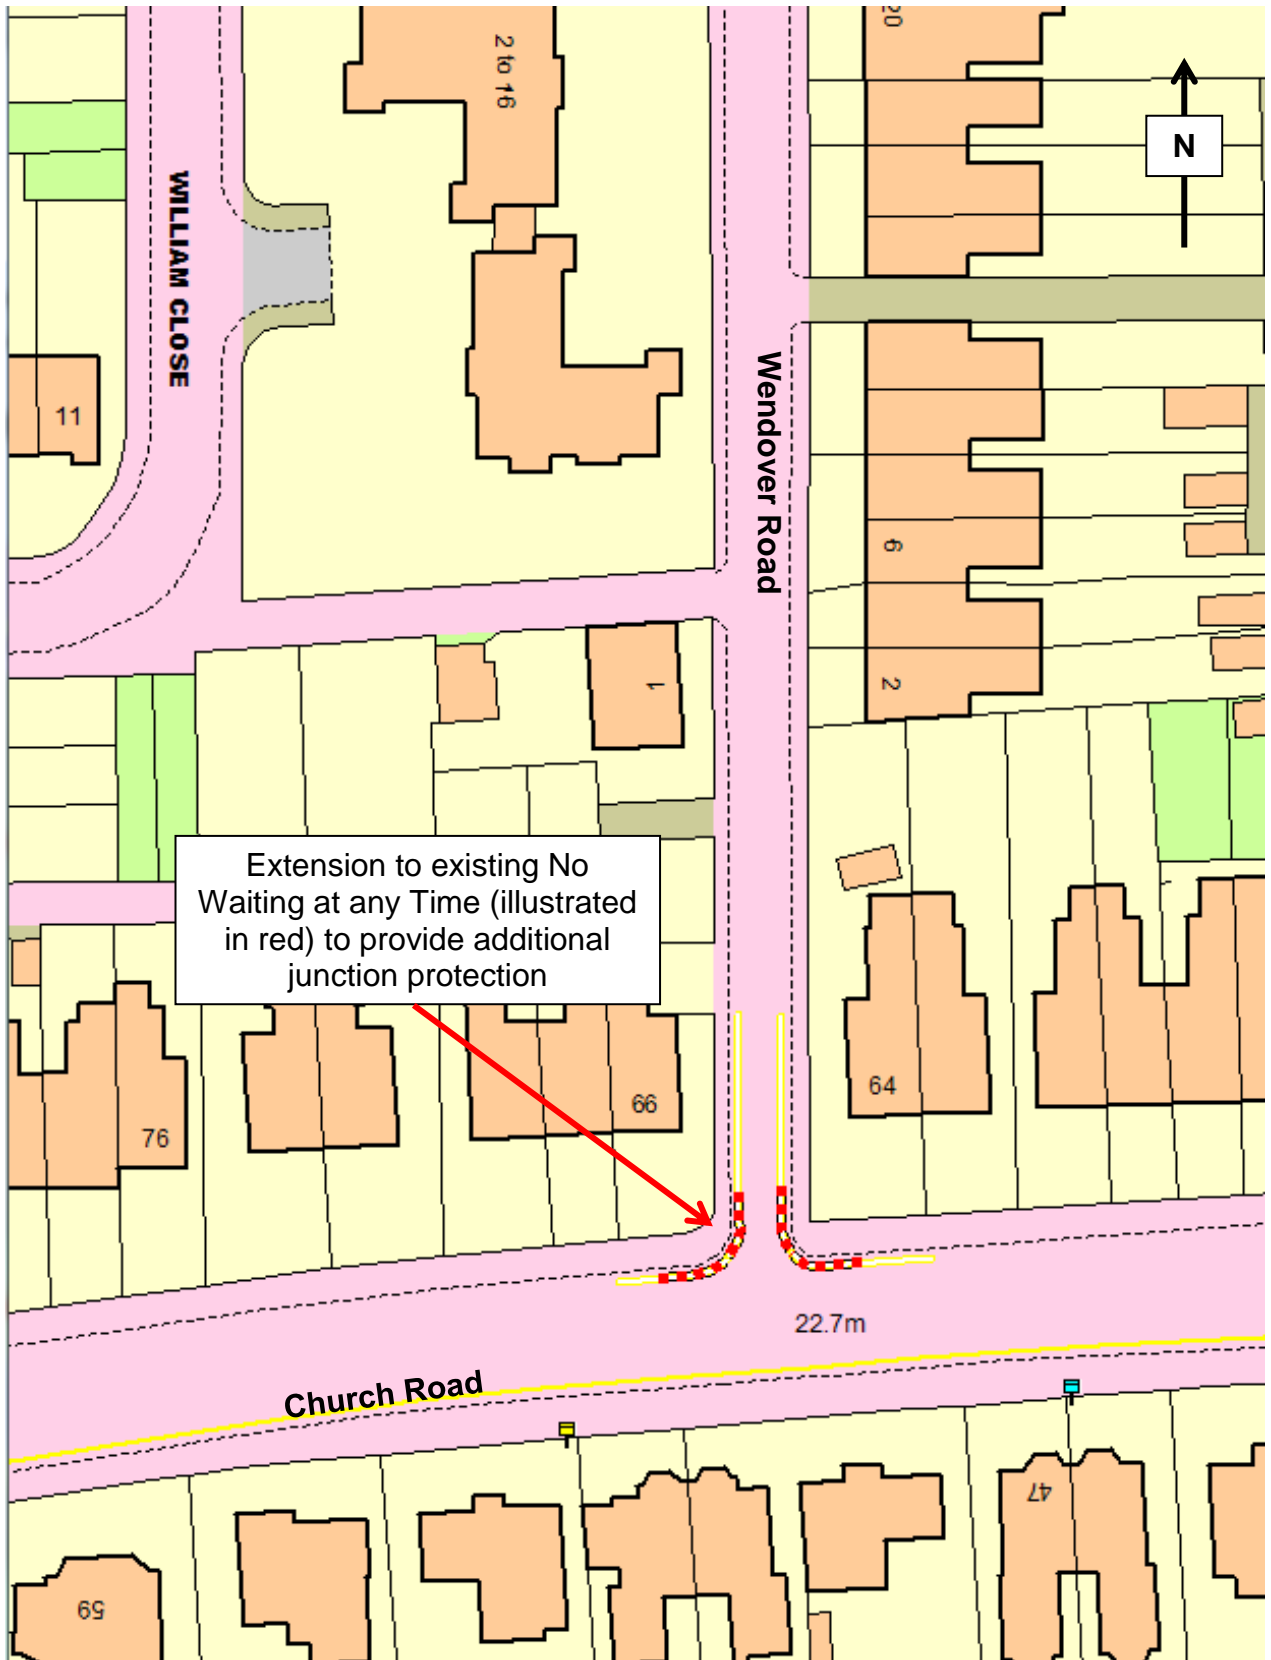 20
2 to 16
N
WILLIAM CLOSE
Wendover Road
11
6
1
2
Extension to existing No
Waiting at any Time (illustrated
in red) to provide additional
junction protection
64
66
76
22.7m
Church Road
47
59